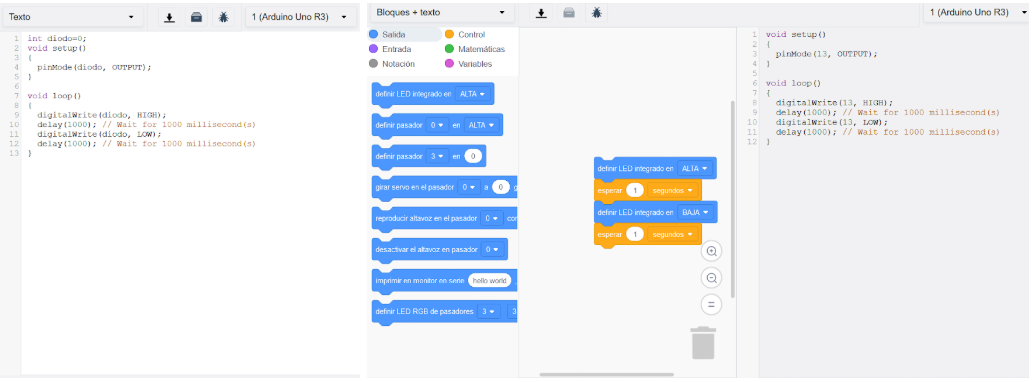 Texto
1 (Arduino Uno R3)
1 int diodo=0;
2 void setup()
3 {
4 pinMode(diodo, OUTPUT);
5 }
6
7 void loop()
8 {
9 digitalWrite(diodo, HIGH);
10 delay(1000); // Wait for 1000 millisecond(s)
11 digitalWrite(diodo, LOW);
12 delay(1000); // Wait for 1000 millisecond(s)
13 }
Bloques + texto
Salida Control
Entrada Matemáticas
Notación Variables
definir LED integrado en ALTA
definir pasador 0 en ALTA
definir pasador 3 en 0
girar servo en el pasador 0 a 0 g
reproducir altavoz en el pasador 0 con
desactivar el altavoz en pasador 0
imprimir en monitor en serie hello world
definir LED RGB de pasadores 3 3
definir LED integrado en ALTA
esperar 1 segundos
definir LED integrado en BAJA
esperar 1 segundos
1 (Arduino Uno R3)
1 void setup()
2 {
3 pinMode(13, OUTPUT);
4 }
5
6 void loop()
7 {
8 digitalWrite(13, HIGH);
9 delay(1000); // Wait for 1000 millisecond(s)
10 digitalWrite(13, LOW);
11 delay(1000); // Wait for 1000 millisecond(s)
12 }